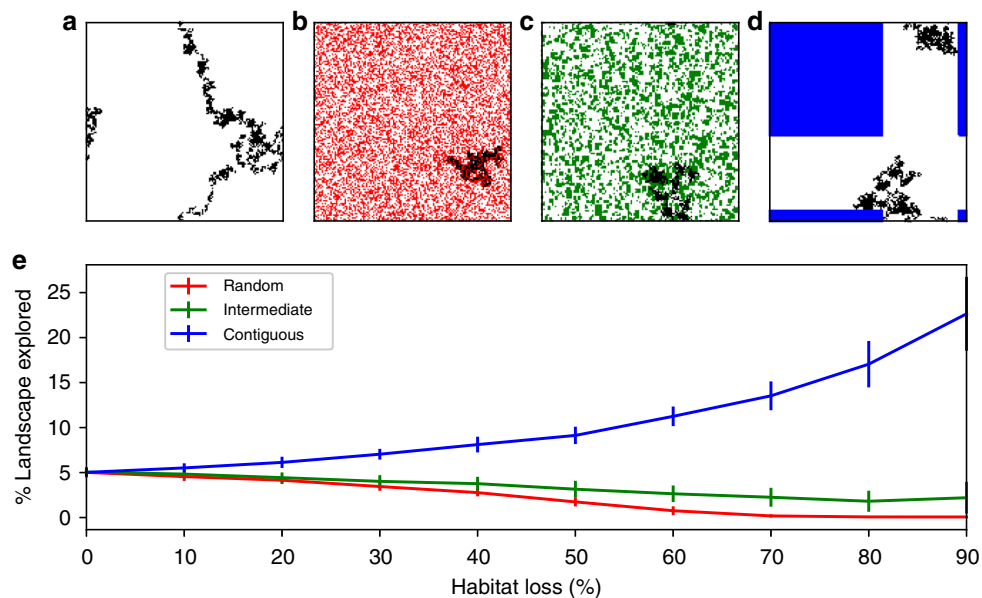 a b c d
e
% Landscape explored
25
20
15
10
5
0
Random
Intermediate
Contiguous
0 10 20 30 40 50 60 70 80 90
Habitat loss (%)